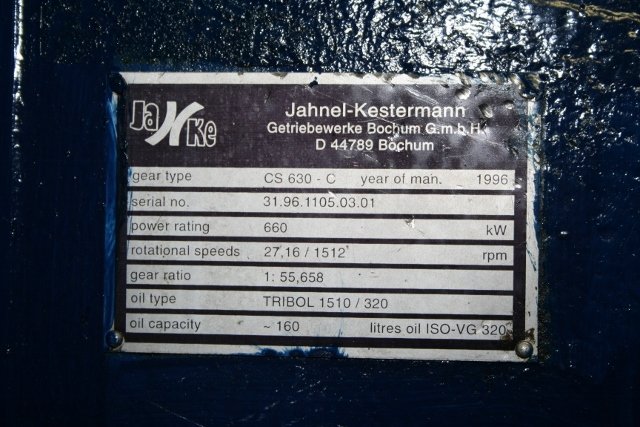 JaKe
Jahnel-Kestermann
Getriebewerke Bochum G.m.b.H.
D 44789 Bochum
gear type CS 630 - C year of man. 1996
serial no. 31.96.1105.03.01
power rating 660 kW
rotational speeds 27,16 / 1512 rpm
gear ratio 1: 55,658
oil type TRIBOL 1510 / 320
oil capacity ~ 160 litres oil ISO-VG 320